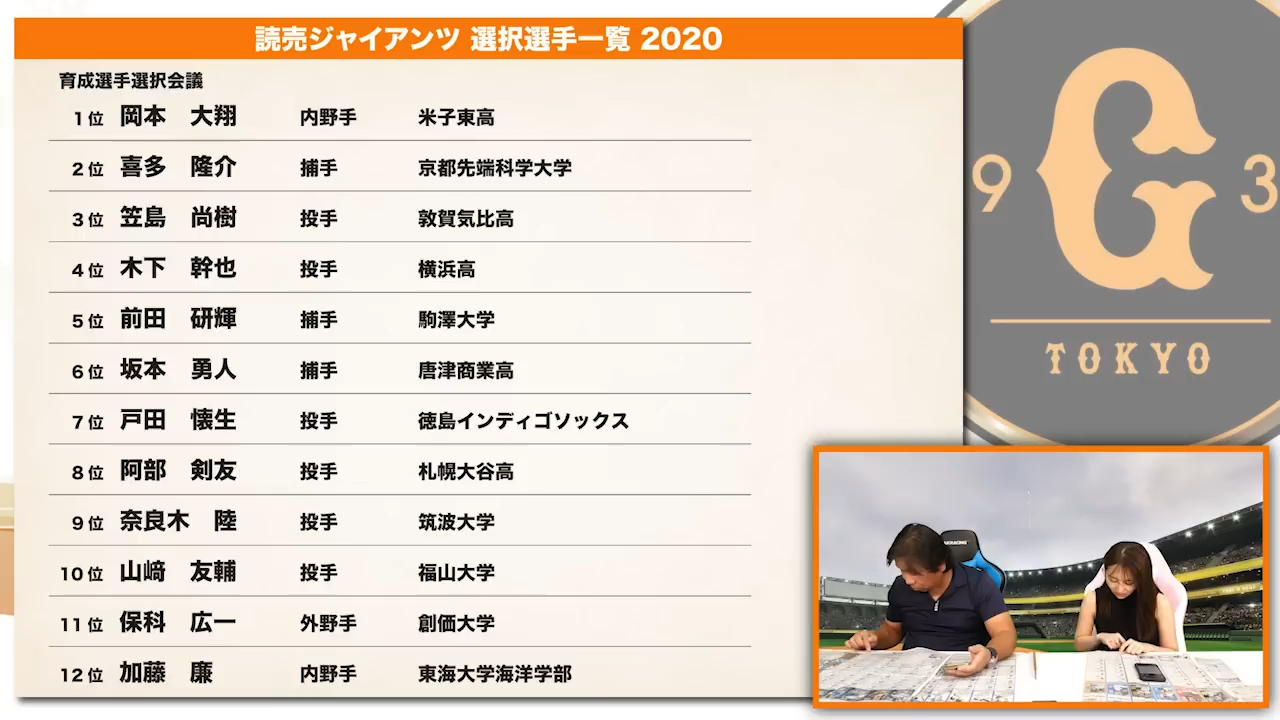 読売ジャイアンツ 選択選手一覧 2020
育成選手選択会議
1位 岡本 大翔 内野手 米子東高
2位 喜多 隆介 捕手 京都先端科学大学
3位 笠島 尚樹 投手 敦賀気比高
4位 木下 幹也 投手 横浜高
5位 前田 研輝 捕手 駒澤大学
6位 坂本 勇人 捕手 唐津商業高
7位 戸田 懐生 投手 徳島インディゴソックス
8位 阿部 剣友 投手 札幌大谷高
9位 奈良木 陸 投手 筑波大学
10位 山﨑 友輔 投手 福山大学
11位 保科 広一 外野手 創価大学
12位 加藤 廉 内野手 東海大学海洋学部
G
9 3
TOKYO